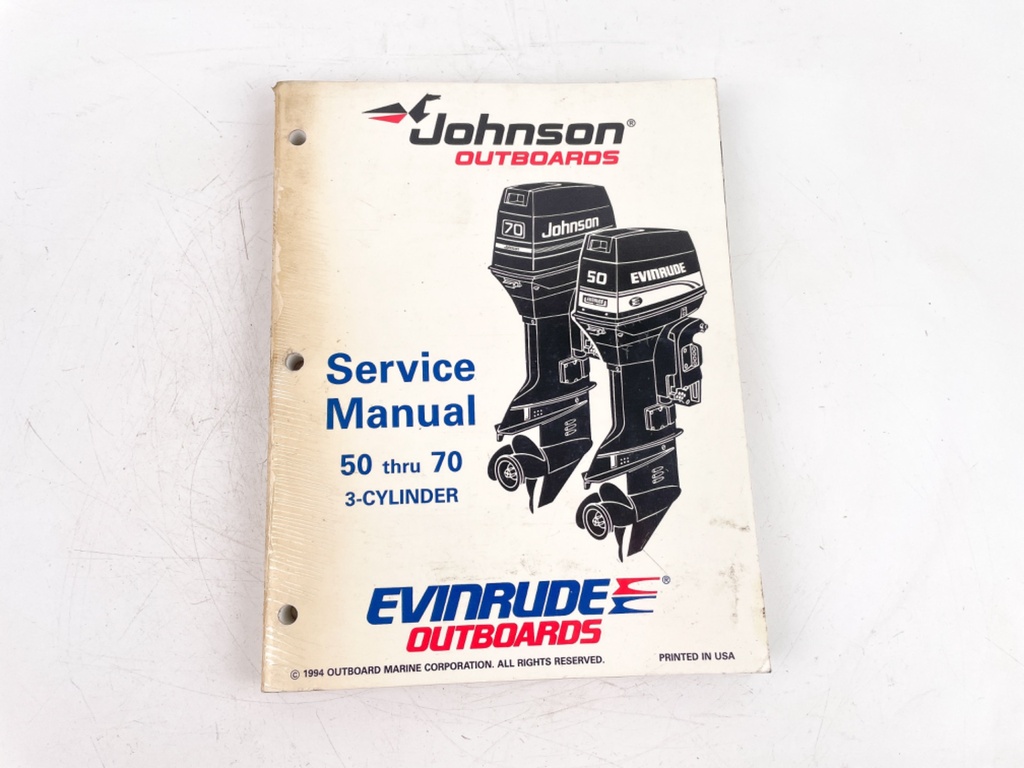 Johnson®
OUTBOARDS
70 Johnson
50 EVINRUDE
Service
Manual
50 thru 70
3-CYLINDER
EVINRUDE®
OUTBOARDS
© 1994 OUTBOARD MARINE CORPORATION. ALL RIGHTS RESERVED.
PRINTED IN USA